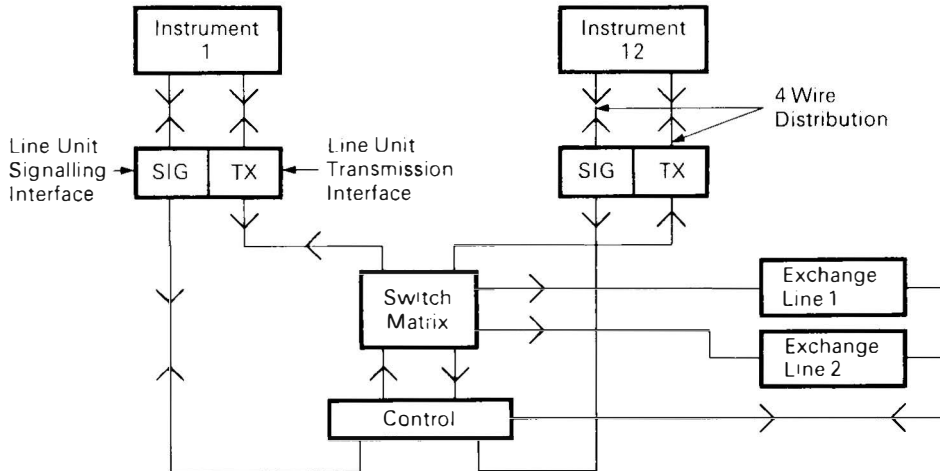 Instrument
1
Instrument
12
4 Wire
Distribution
Line Unit
Signalling
Interface
SIG
TX
Line Unit
Transmission
Interface
SIG
TX
Switch
Matrix
Exchange
Line 1
Exchange
Line 2
Control